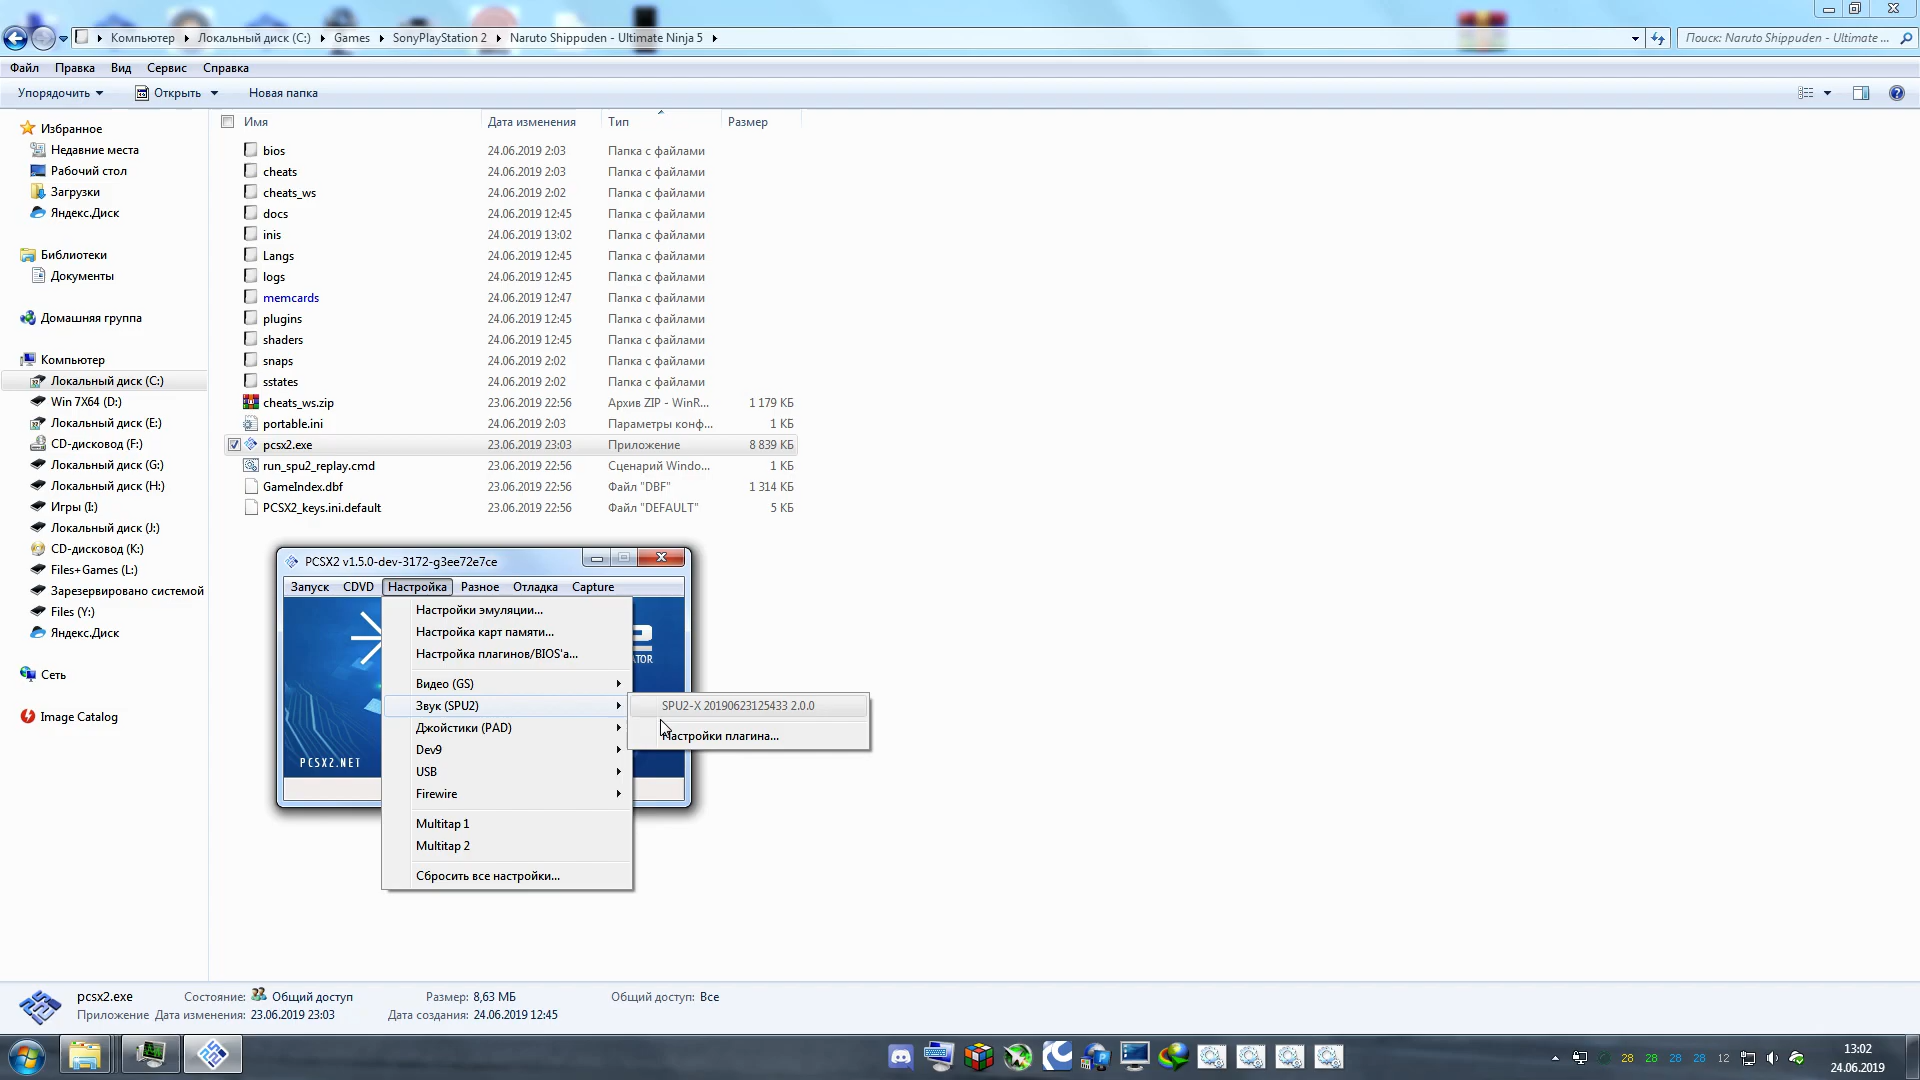 Компьютер
Локальный диск (C:)
Games
SonyPlayStation 2
Naruto Shippuden - Ultimate Ninja 5
Поиск: Naruto Shippuden - Ultimate ...
Файл Правка Вид Сервис Справка
Упорядочить Открыть Новая папка
Имя Дата изменения Тип Размер
Избранное
Недавние места
Рабочий стол
Загрузки
Яндекс.Диск
Библиотеки
Документы
Домашняя группа
Компьютер
Локальный диск (C:)
Win 7X64 (D:)
Локальный диск (E:)
CD-дисковод (F:)
Локальный диск (G:)
Локальный диск (H:)
Игры (I:)
Локальный диск (J:)
CD-дисковод (K:)
Files+Games (L:)
Зарезервировано системой
Files (Y:)
Яндекс.Диск
Сеть
Image Catalog
bios 24.06.2019 2:03 Папка с файлами
cheats 24.06.2019 2:03 Папка с файлами
cheats_ws 24.06.2019 2:02 Папка с файлами
docs 24.06.2019 12:45 Папка с файлами
inis 24.06.2019 13:02 Папка с файлами
Langs 24.06.2019 12:45 Папка с файлами
logs 24.06.2019 12:45 Папка с файлами
memcards 24.06.2019 12:47 Папка с файлами
plugins 24.06.2019 12:45 Папка с файлами
shaders 24.06.2019 12:45 Папка с файлами
snaps 24.06.2019 2:02 Папка с файлами
sstates 24.06.2019 2:02 Папка с файлами
cheats_ws.zip 23.06.2019 22:56 Архив ZIP - WinR... 1 179 КБ
portable.ini 24.06.2019 2:03 Параметры конф... 1 КБ
pcsx2.exe 23.06.2019 23:03 Приложение 8 839 КБ
run_spu2_replay.cmd 23.06.2019 22:56 Сценарий Windo... 1 КБ
GameIndex.dbf 23.06.2019 22:56 Файл "DBF" 1 314 КБ
PCSX2_keys.ini.default 23.06.2019 22:56 Файл "DEFAULT" 5 КБ
PCSX2 v1.5.0-dev-3172-g3ee72e7ce
Запуск CDVD Настройка Разное Отладка Capture
Настройки эмуляции...
Настройка карт памяти...
Настройка плагинов/BIOS'а...
Видео (GS)
Звук (SPU2)
Джойстики (PAD)
Dev9
USB
Firewire
Multitap 1
Multitap 2
Сбросить все настройки...
SPU2-X 20190623125433 2.0.0
Настройки плагина...
PCSX2.NET
pcsx2.exe Состояние: Общий доступ Размер: 8,63 МБ Общий доступ: Все
Приложение Дата изменения: 23.06.2019 23:03 Дата создания: 24.06.2019 12:45
28 28 28 28 12
13:02
24.06.2019